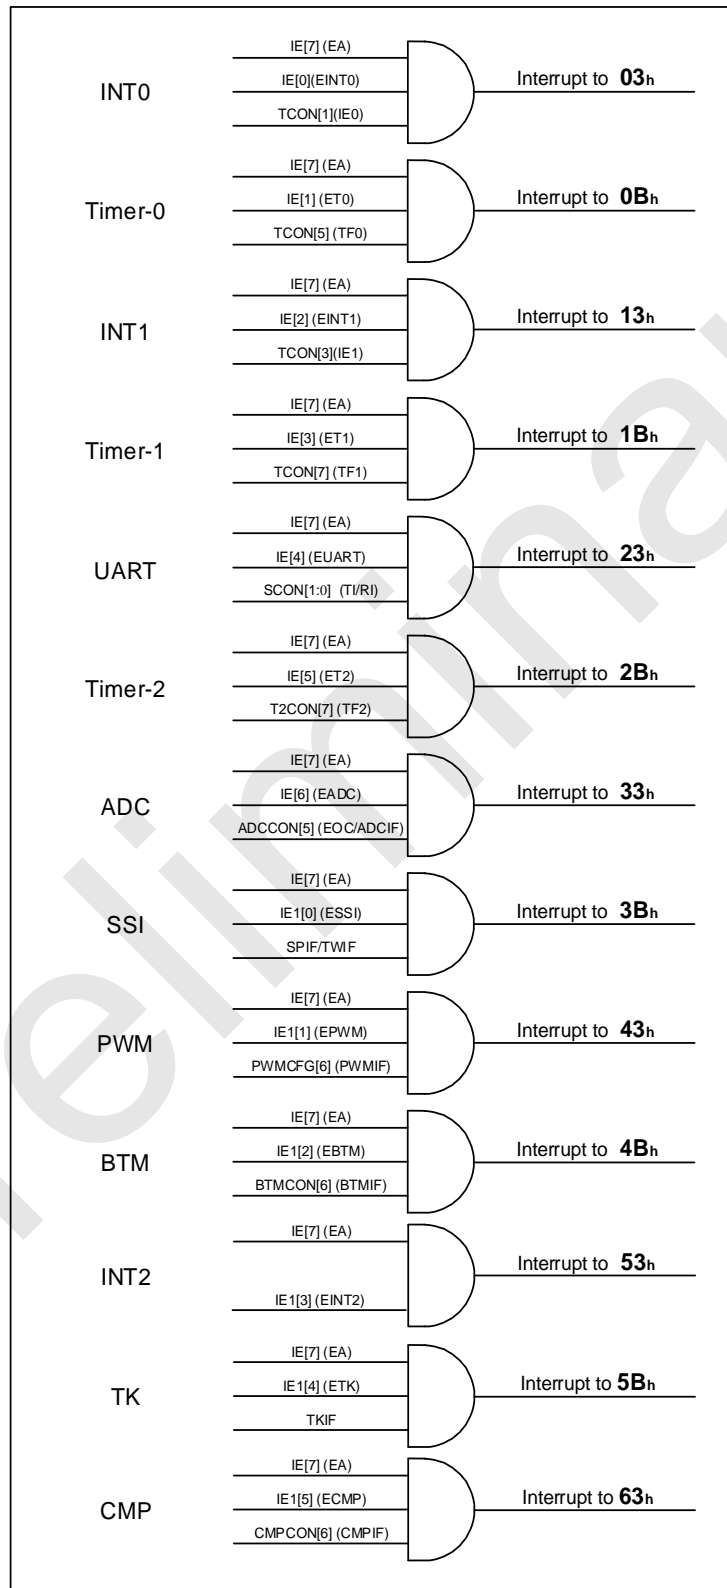 IE[7] (EA)
INT0
IE[0](EINT0)
Interrupt to 03h
TCON[1](IE0)
IE[7] (EA)
Timer-0
IE[1] (ET0)
Interrupt to 0Bh
TCON[5] (TF0)
IE[7] (EA)
INT1
IE[2] (EINT1)
Interrupt to 13h
TCON[3](IE1)
IE[7] (EA)
Timer-1
IE[3] (ET1)
Interrupt to 1Bh
TCON[7] (TF1)
IE[7] (EA)
UART
IE[4] (EUART)
Interrupt to 23h
SCON[1:0] (TI/RI)
IE[7] (EA)
Timer-2
IE[5] (ET2)
Interrupt to 2Bh
T2CON[7] (TF2)
IE[7] (EA)
ADC
IE[6] (EADC)
Interrupt to 33h
ADCCON[5] (EOC/ADCIF)
IE[7] (EA)
SSI
IE1[0] (ESSI)
Interrupt to 3Bh
SPIF/TWIF
IE[7] (EA)
PWM
IE1[1] (EPWM)
Interrupt to 43h
PWMCFG[6] (PWMIF)
IE[7] (EA)
BTM
IE1[2] (EBTM)
Interrupt to 4Bh
BTMCON[6] (BTMIF)
IE[7] (EA)
INT2
Interrupt to 53h
IE1[3] (EINT2)
IE[7] (EA)
TK
IE1[4] (ETK)
Interrupt to 5Bh
TKIF
IE[7] (EA)
CMP
IE1[5] (ECMP)
Interrupt to 63h
CMPCON[6] (CMPIF)
elimina